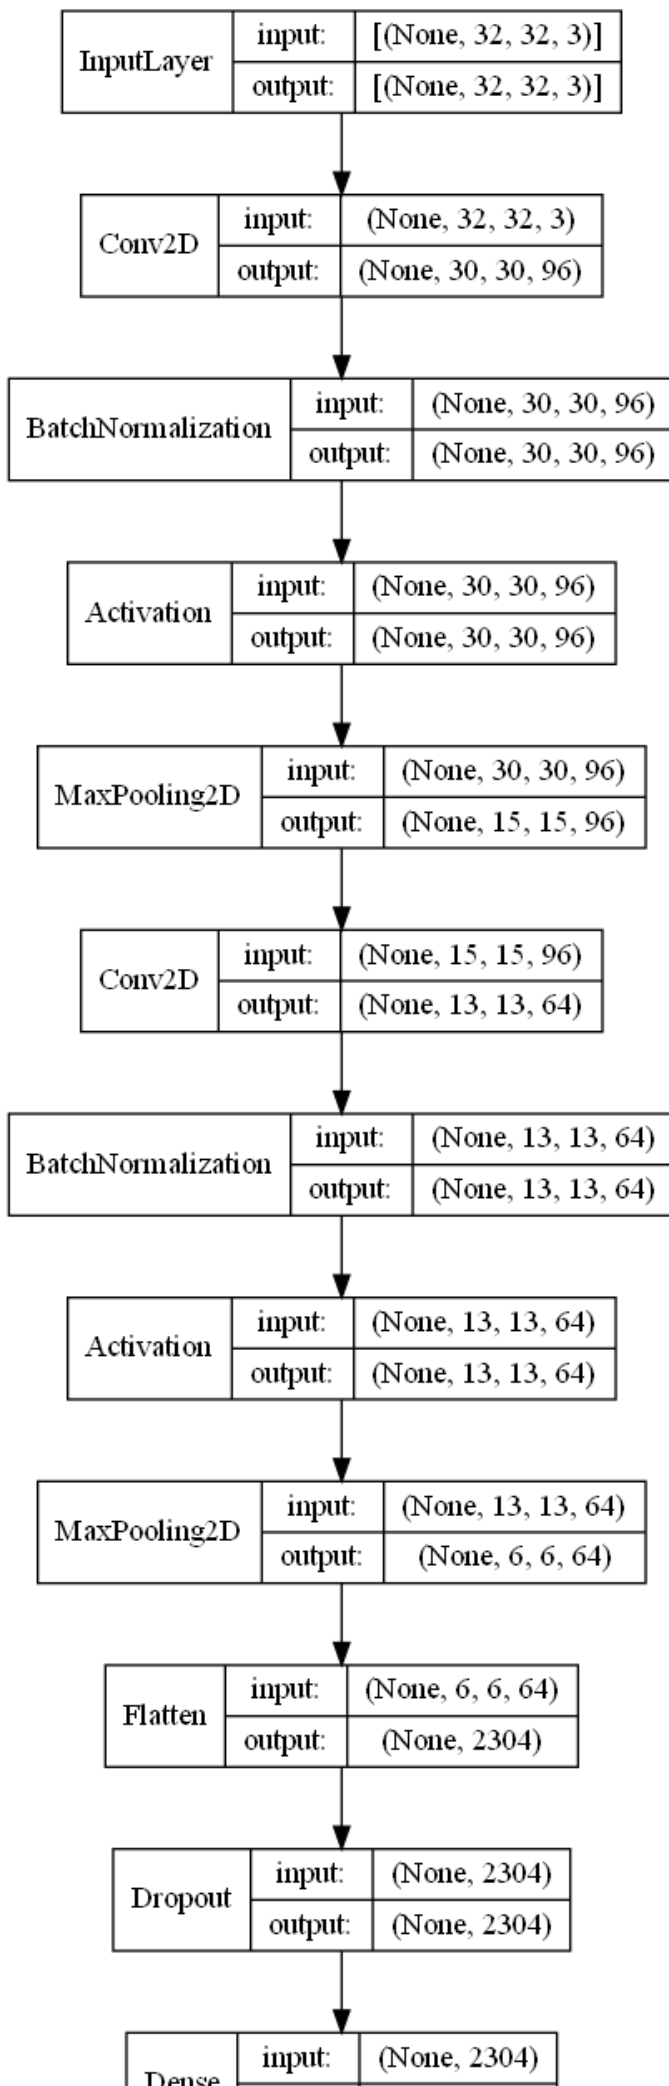 InputLayer
input: [(None, 32, 32, 3)]
output: [(None, 32, 32, 3)]
Conv2D
input: (None, 32, 32, 3)
output: (None, 30, 30, 96)
BatchNormalization
input: (None, 30, 30, 96)
output: (None, 30, 30, 96)
Activation
input: (None, 30, 30, 96)
output: (None, 30, 30, 96)
MaxPooling2D
input: (None, 30, 30, 96)
output: (None, 15, 15, 96)
Conv2D
input: (None, 15, 15, 96)
output: (None, 13, 13, 64)
BatchNormalization
input: (None, 13, 13, 64)
output: (None, 13, 13, 64)
Activation
input: (None, 13, 13, 64)
output: (None, 13, 13, 64)
MaxPooling2D
input: (None, 13, 13, 64)
output: (None, 6, 6, 64)
Flatten
input: (None, 6, 6, 64)
output: (None, 2304)
Dropout
input: (None, 2304)
output: (None, 2304)
Dense
input: (None, 2304)